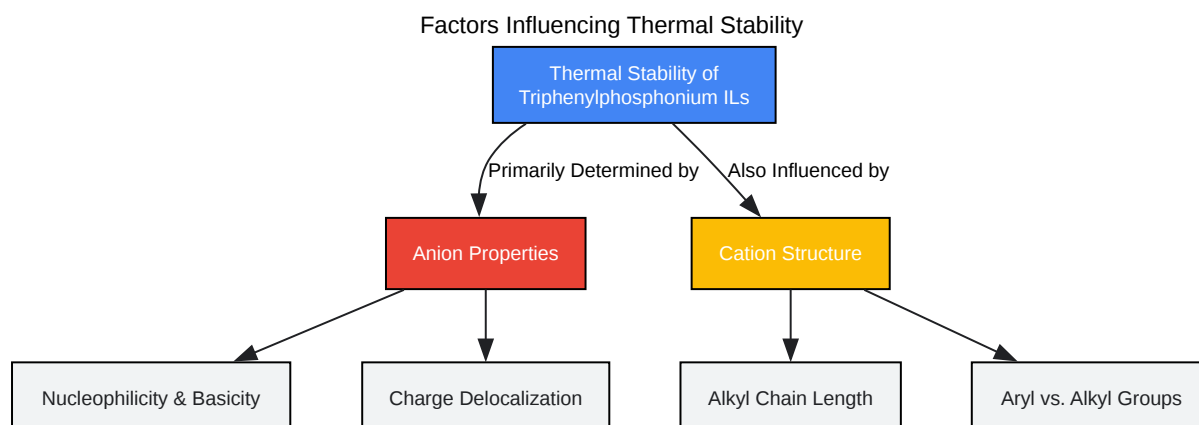 Factors Influencing Thermal Stability
Thermal Stability of
Triphenylphosphonium ILs
Primarily Determined by
Also Influenced by
Anion Properties
Cation Structure
Nucleophilicity & Basicity
Charge Delocalization
Alkyl Chain Length
Aryl vs. Alkyl Groups